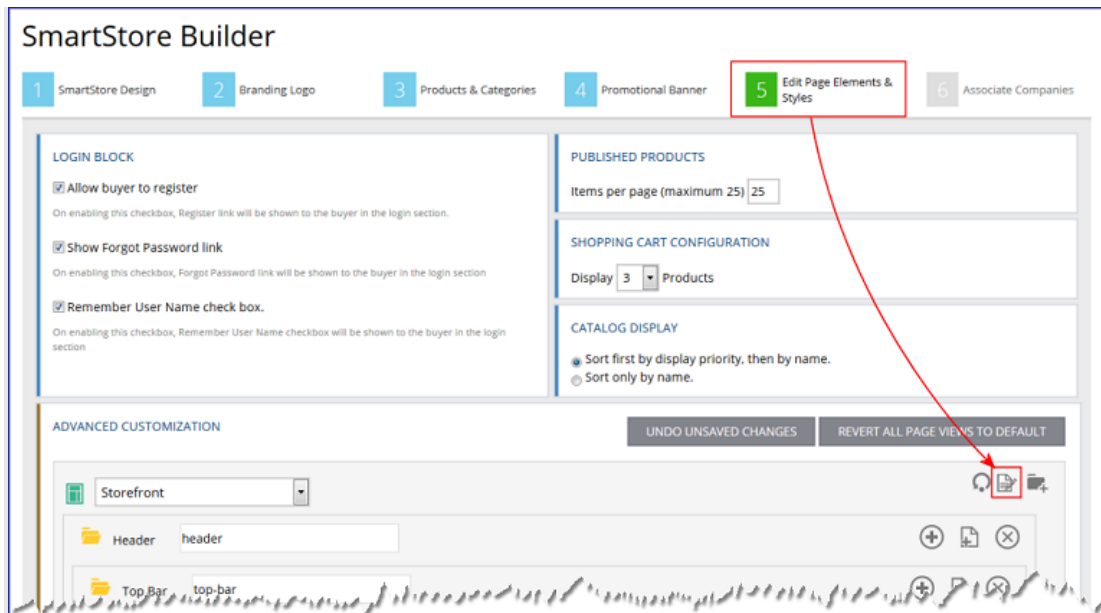 SmartStore Builder
1 SmartStore Design
2 Branding Logo
3 Products & Categories
4 Promotional Banner
5 Edit Page Elements &
Styles
6 Associate Companies
LOGIN BLOCK
Allow buyer to register
On enabling this checkbox, Register link will be shown to the buyer in the login section.
Show Forgot Password link
On enabling this checkbox, Forgot Password link will be shown to the buyer in the login section
Remember User Name check box.
On enabling this checkbox, Remember User Name checkbox will be shown to the buyer in the login
section
PUBLISHED PRODUCTS
Items per page (maximum 25) 25
SHOPPING CART CONFIGURATION
Display 3 Products
CATALOG DISPLAY
Sort first by display priority, then by name.
Sort only by name.
ADVANCED CUSTOMIZATION
UNDO UNSAVED CHANGES
REVERT ALL PAGE VIEWS TO DEFAULT
Storefront
Header header
Top Bar top-bar